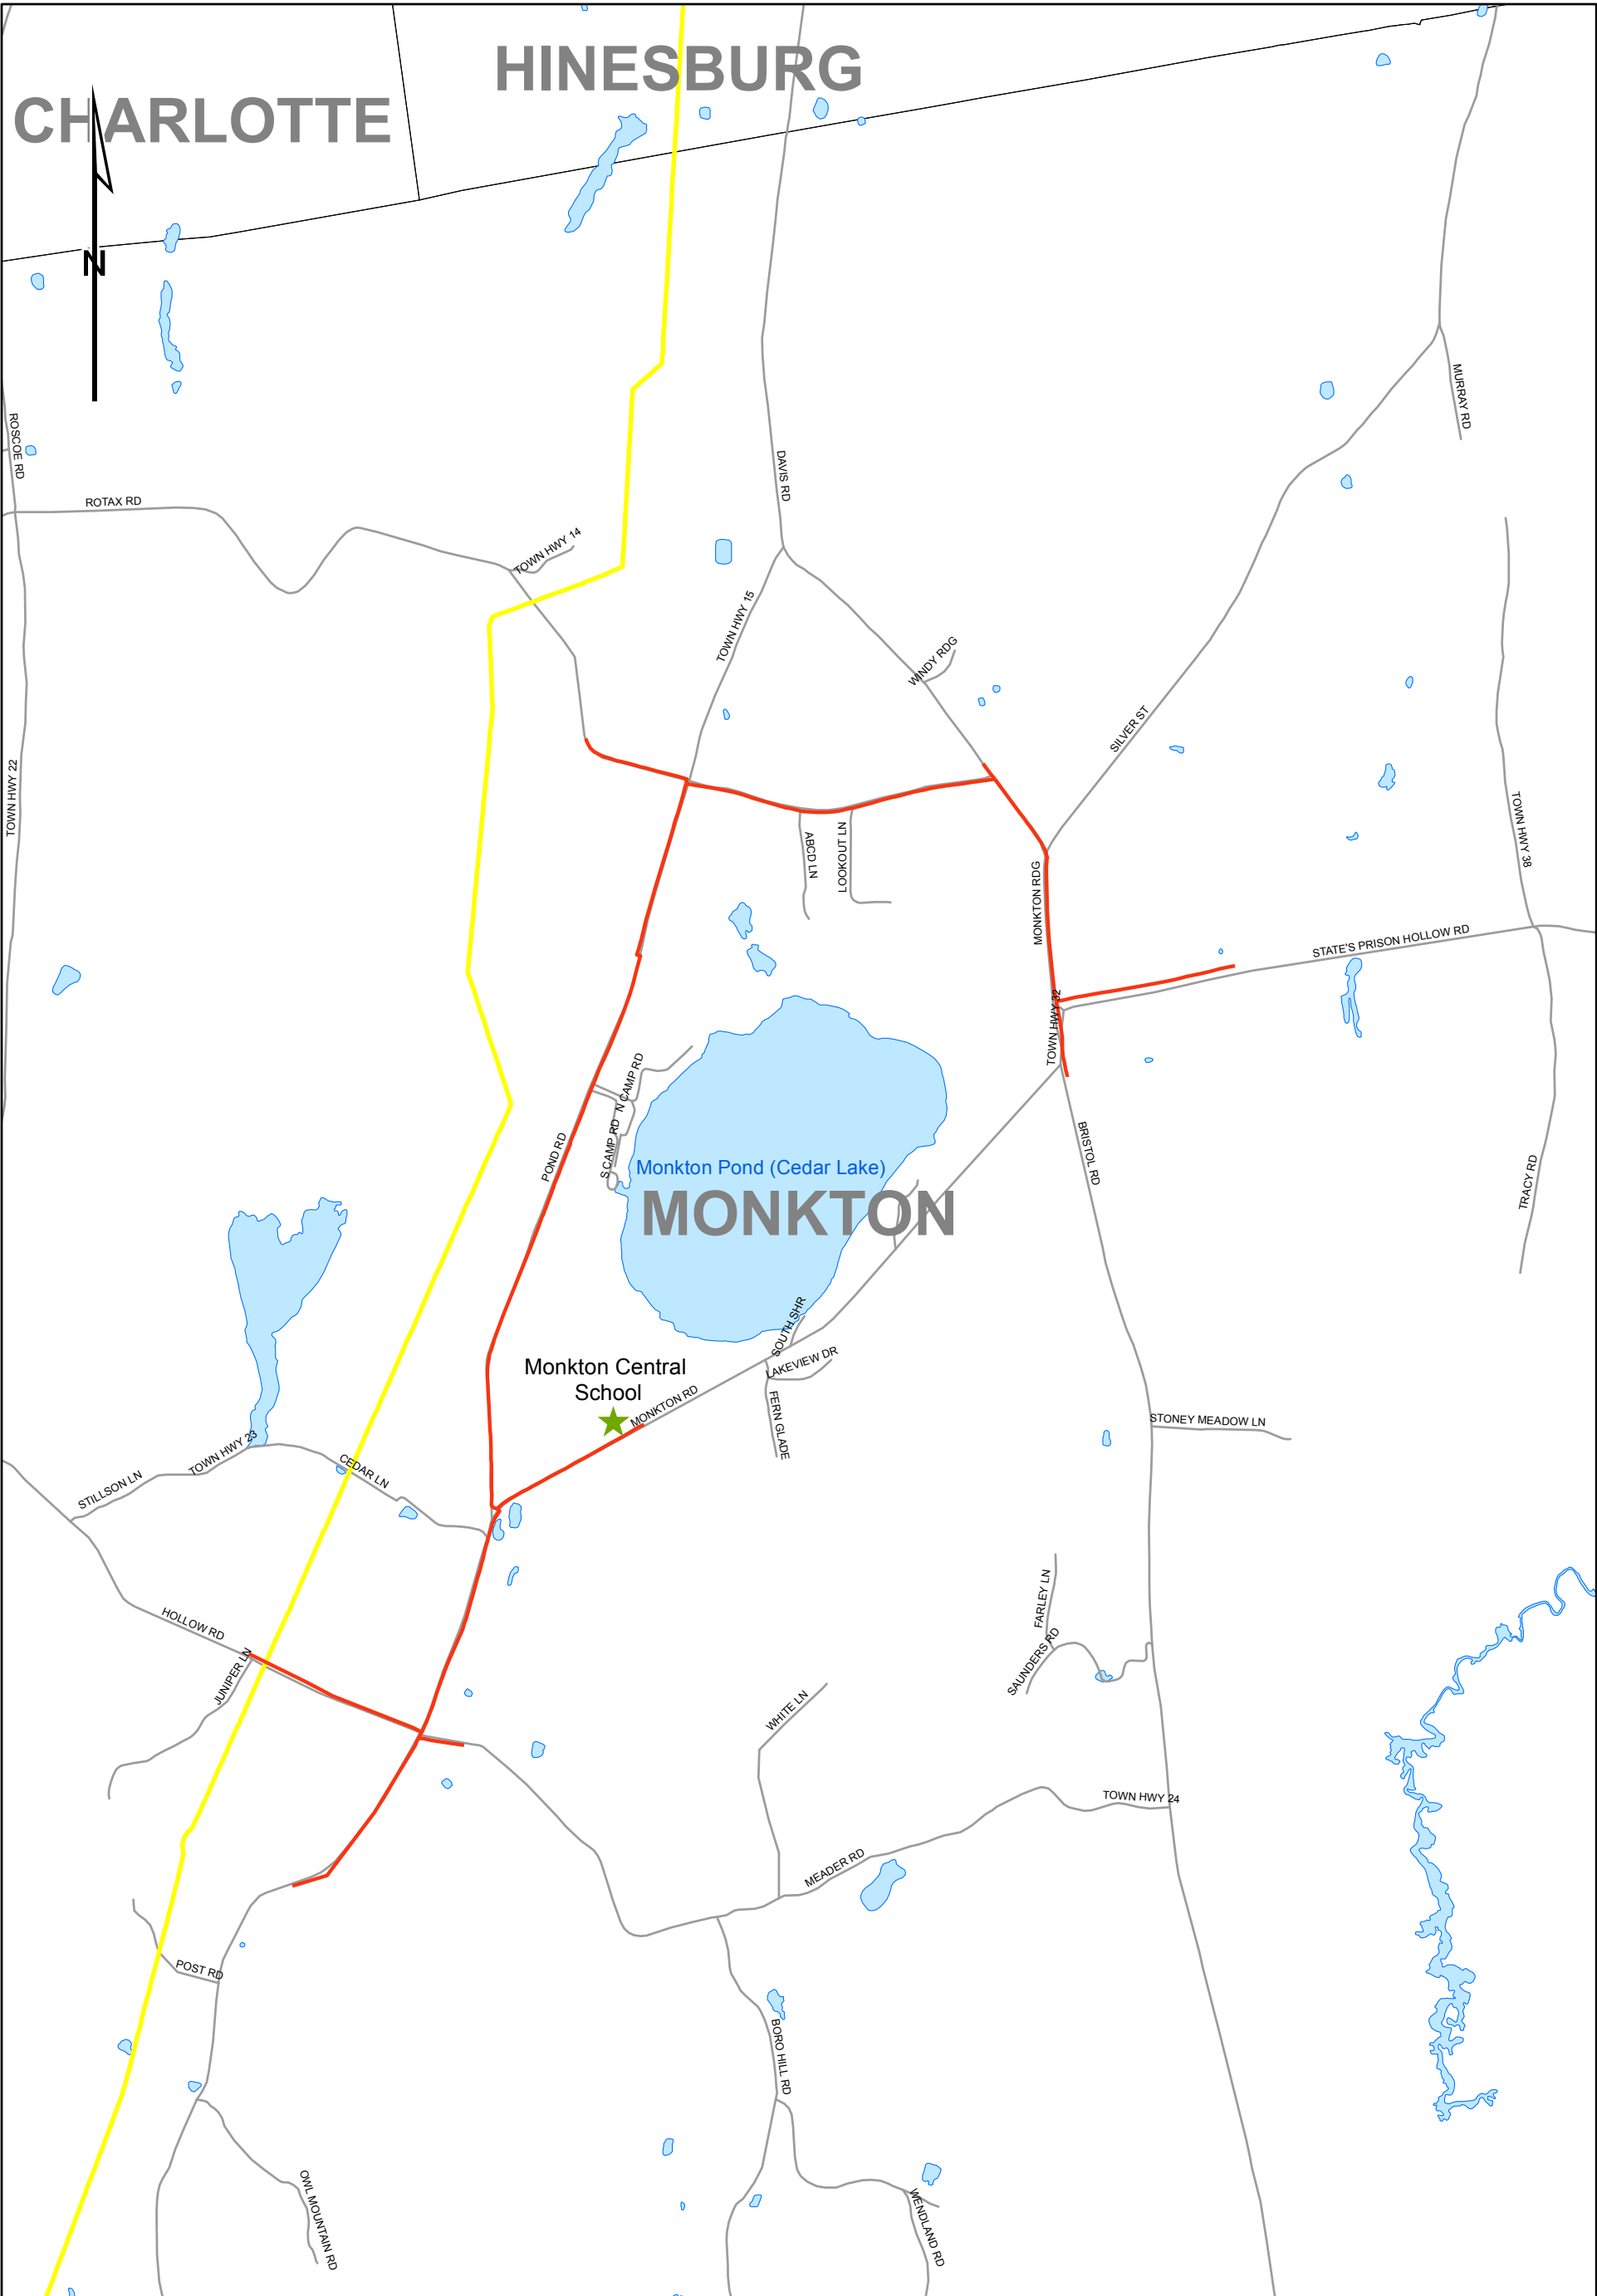 HINESBURG
CHARLOTTE
N
MURRAY RD
ROSCOE RD
DAVIS RD
ROTAX RD
TOWN HWY 14
TOWN HWY 15
WINDY RDG
SILVER ST
TOWN HWY 22
TOWN HWY 38
ABCD LN
LOOKOUT LN
MONKTON RDG
STATE'S PRISON HOLLOW RD
TOWN HWY 32
N CAMP RD
S CAMP RD
POND RD
BRISTOL RD
TRACY RD
Monkton Pond (Cedar Lake)
MONKTON
SOUTH SHR
LAKEVIEW DR
Monkton Central
School
MONKTON RD
FERN GLADE
STONEY MEADOW LN
TOWN HWY 23
CEDAR LN
STILLSON LN
FARLEY LN
HOLLOW RD
JUNIPER LN
SAUNDERS RD
WHITE LN
TOWN HWY 24
MEADER RD
POST RD
BORO HILL RD
OWL MOUNTAIN RD
WENDLAND RD